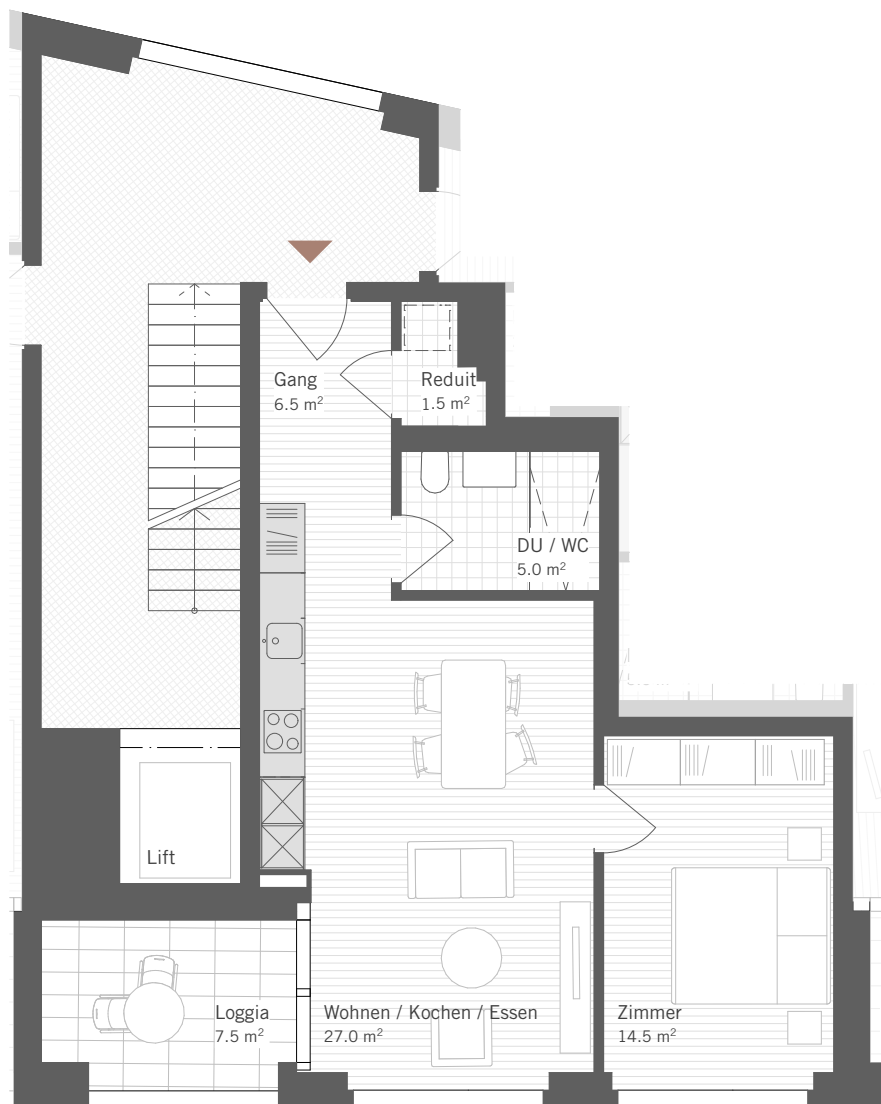 Gang
6.5 m²
Reduit
1.5 m²
DU / WC
5.0 m²
Lift
Loggia
7.5 m²
Wohnen / Kochen / Essen
27.0 m²
Zimmer
14.5 m²